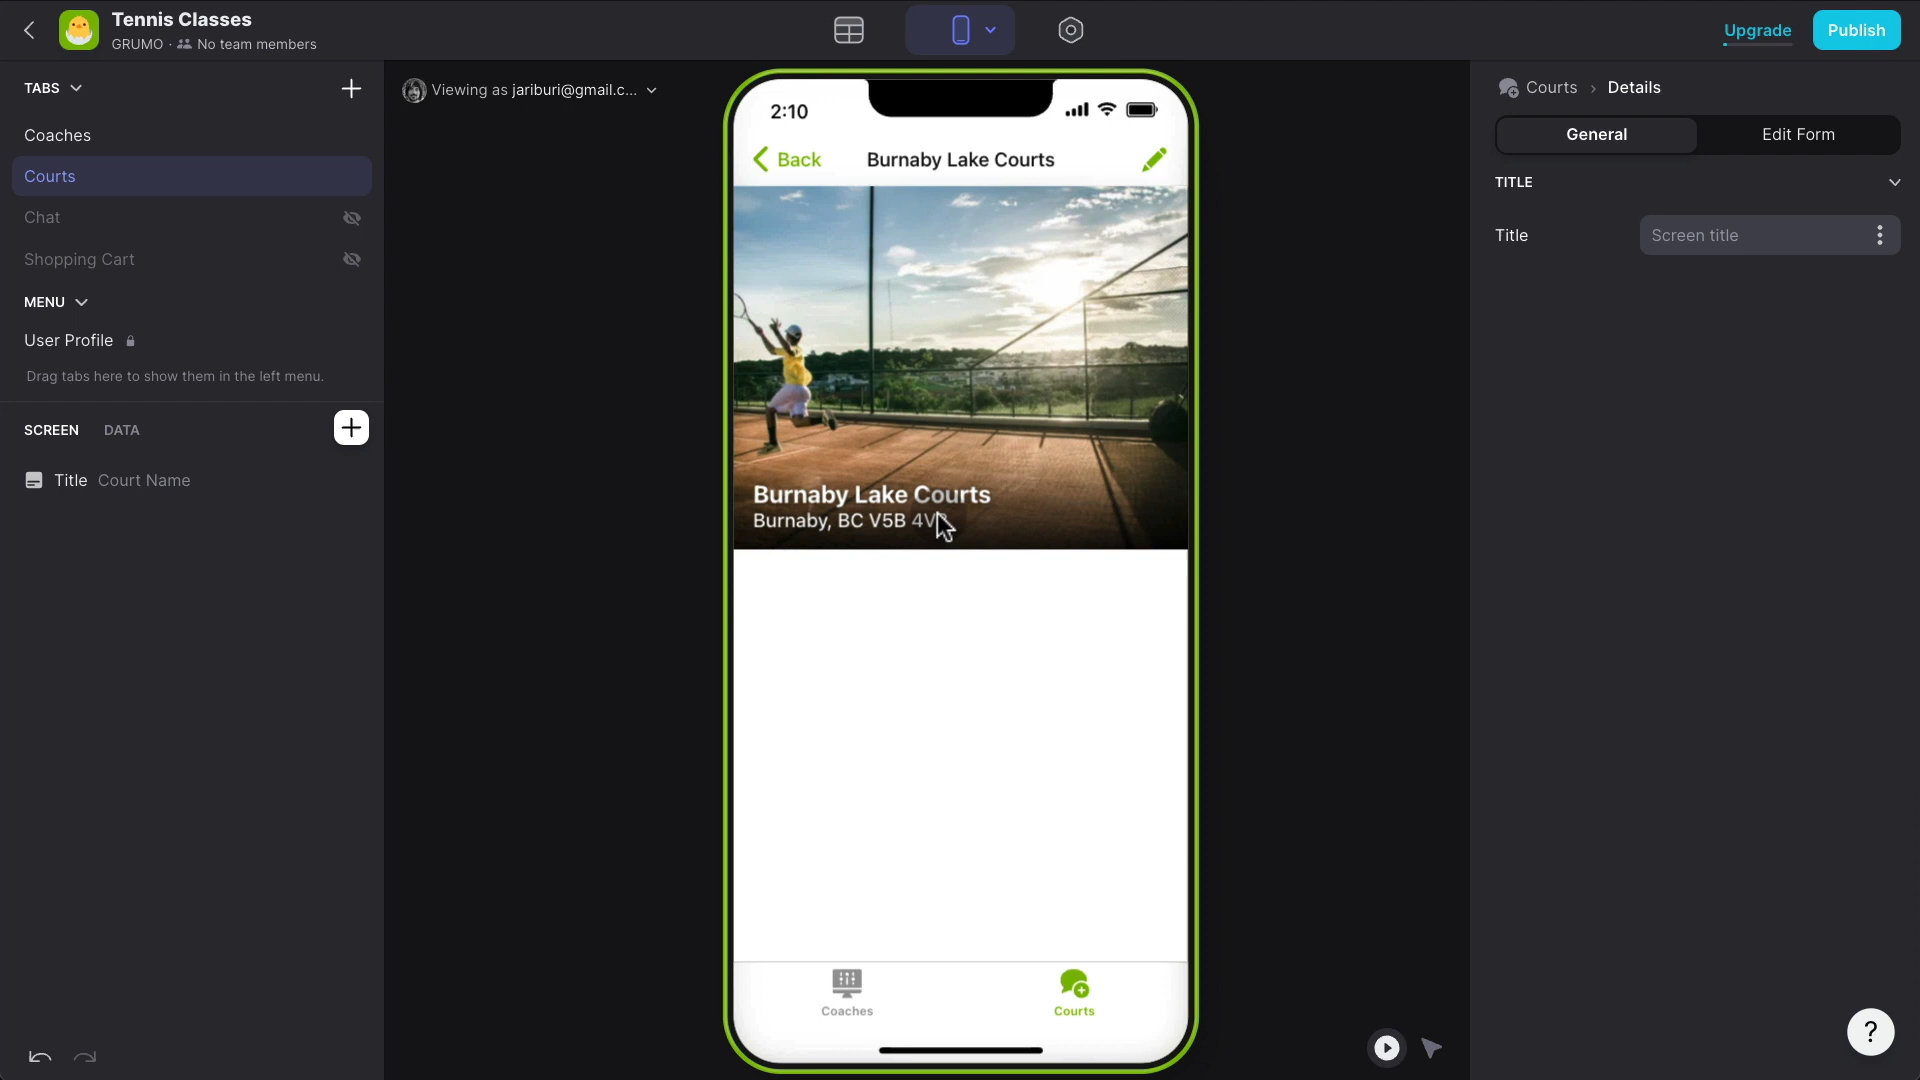 Tennis Classes
GRUMO · No team members
Upgrade
Publish
TABS
Coaches
Courts
Chat
Shopping Cart
MENU
User Profile
Drag tabs here to show them in the left menu.
SCREEN DATA
Title Court Name
Viewing as jariburi@gmail.c...
2:10
Back Burnaby Lake Courts
Burnaby Lake Courts
Burnaby, BC V5B
Coaches
Courts
Courts › Details
General
Edit Form
TITLE
Title
Screen title
?